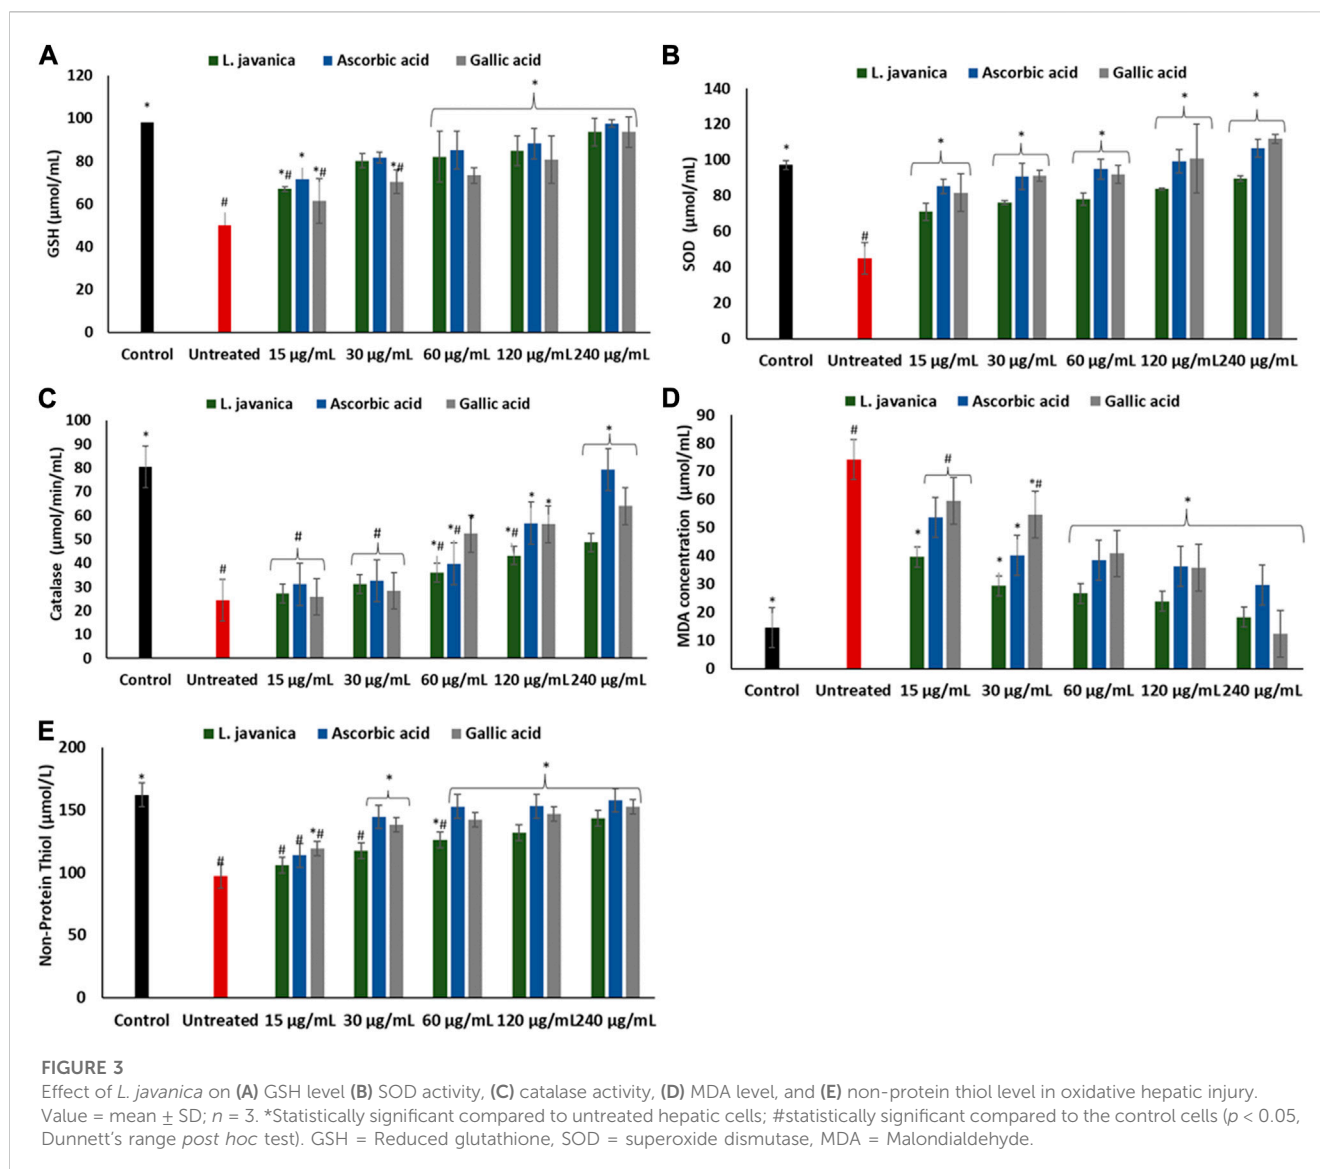 A
L. javanica Ascorbic acid Gallic acid
GSH (µmol/mL)
120
100
80
60
40
20
0
* # *# * *# *# *
Control Untreated 15 µg/mL 30 µg/mL 60 µg/mL 120 µg/mL 240 µg/mL
B
L. javanica Ascorbic acid Gallic acid
SOD (µmol/mL)
140
120
100
80
60
40
20
0
* # * * * * *
Control Untreated 15 µg/mL 30 µg/mL 60 µg/mL 120 µg/mL 240 µg/mL
C
L. javanica Ascorbic acid Gallic acid
Catalase (µmol/min/mL)
100
90
80
70
60
50
40
30
20
10
0
* # # # *# *# * *# * * *
Control Untreated 15 µg/mL 30 µg/mL 60 µg/mL 120 µg/mL 240 µg/mL
D
L. javanica Ascorbic acid Gallic acid
MDA concentration (µmol/mL)
90
80
70
60
50
40
30
20
10
0
* # * # * * *# *
Control Untreated 15 µg/mL 30 µg/mL 60 µg/mL 120 µg/mL 240 µg/mL
E
L. javanica Ascorbic acid Gallic acid
Non-Protein Thiol (µmol/L)
200
150
100
50
0
* # # # *# # * *# *
Control Untreated 15 µg/mL 30 µg/mL 60 µg/mL 120 µg/mL 240 µg/mL
FIGURE 3
Effect of L. javanica on (A) GSH level (B) SOD activity, (C) catalase activity, (D) MDA level, and (E) non-protein thiol level in oxidative hepatic injury.
Value = mean ± SD; n = 3. *Statistically significant compared to untreated hepatic cells; #statistically significant compared to the control cells (p < 0.05,
Dunnett's range post hoc test). GSH = Reduced glutathione, SOD = superoxide dismutase, MDA = Malondialdehyde.